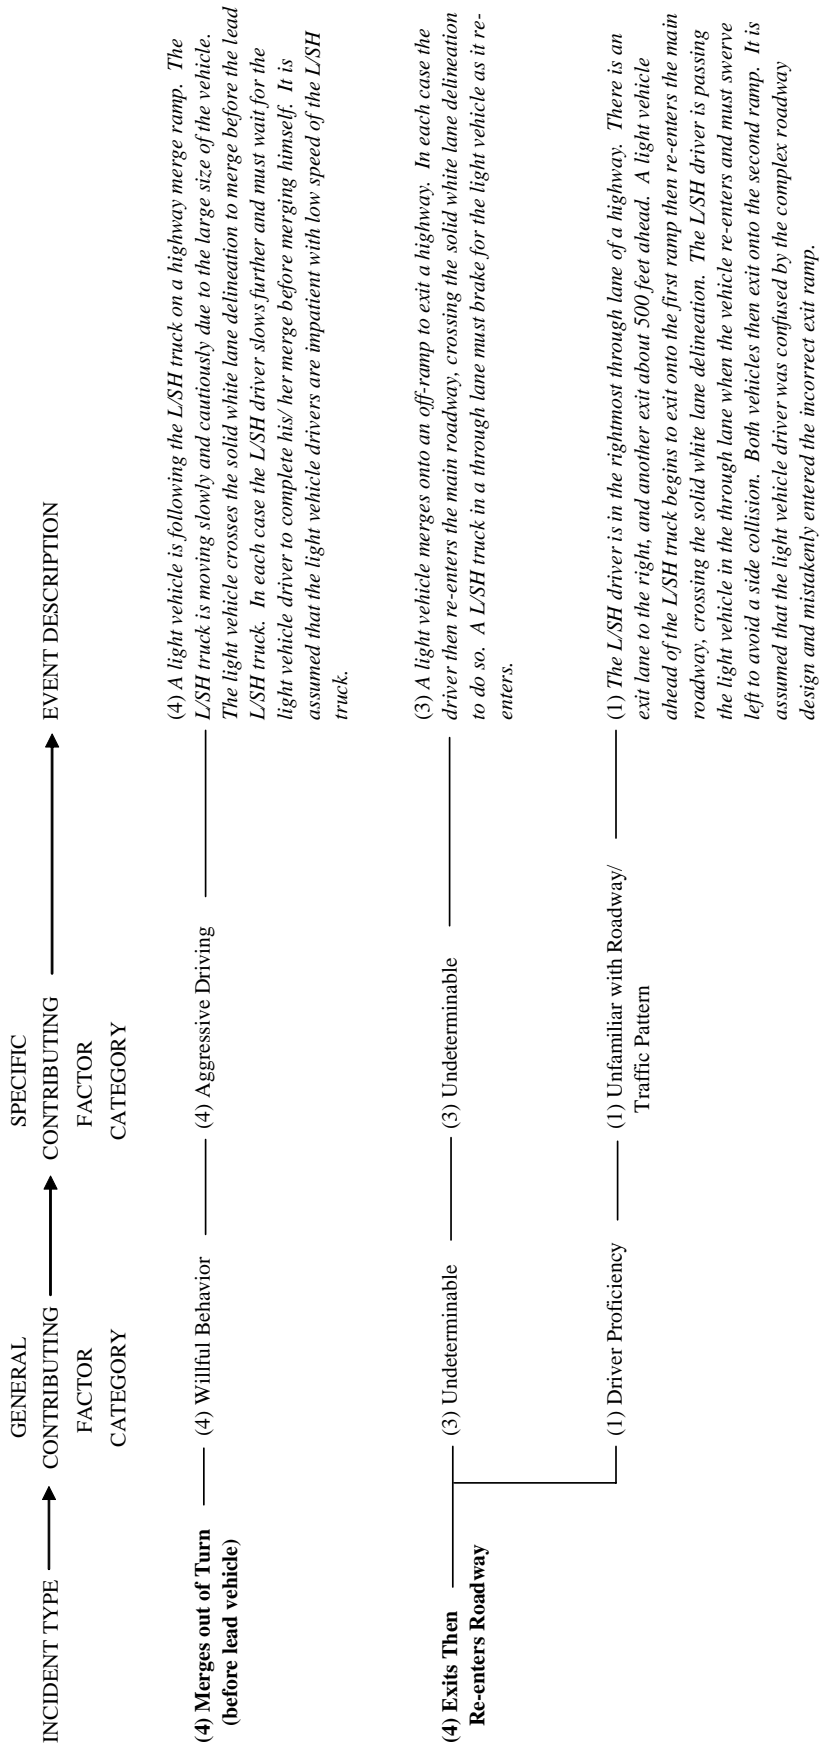 INCIDENT TYPE
GENERAL
CONTRIBUTING
FACTOR
CATEGORY
SPECIFIC
CONTRIBUTING
FACTOR
CATEGORY
EVENT DESCRIPTION
(4) Merges out of Turn
(before lead vehicle)
(4) Willful Behavior
(4) Aggressive Driving
(4) A light vehicle is following the L/SH truck on a highway merge ramp. The
L/SH truck is moving slowly and cautiously due to the large size of the vehicle.
The light vehicle crosses the solid white lane delineation to merge before the lead
L/SH truck. In each case the L/SH driver slows further and must wait for the
light vehicle driver to complete his/ her merge before merging himself. It is
assumed that the light vehicle drivers are impatient with low speed of the L/SH
truck.
(4) Exits Then
Re-enters Roadway
(3) Undeterminable
(3) Undeterminable
(3) A light vehicle merges onto an off-ramp to exit a highway. In each case the
driver then re-enters the main roadway, crossing the solid white lane delineation
to do so. A L/SH truck in a through lane must brake for the light vehicle as it re-
enters.
(1) Driver Proficiency
(1) Unfamiliar with Roadway/
Traffic Pattern
(1) The L/SH driver is in the rightmost through lane of a highway. There is an
exit lane to the right, and another exit about 500 feet ahead. A light vehicle
ahead of the L/SH truck begins to exit onto the first ramp then re-enters the main
roadway, crossing the solid white lane delineation. The L/SH driver is passing
the light vehicle in the through lane when the vehicle re-enters and must swerve
left to avoid a side collision. Both vehicles then exit onto the second ramp. It is
assumed that the light vehicle driver was confused by the complex roadway
design and mistakenly entered the incorrect exit ramp.